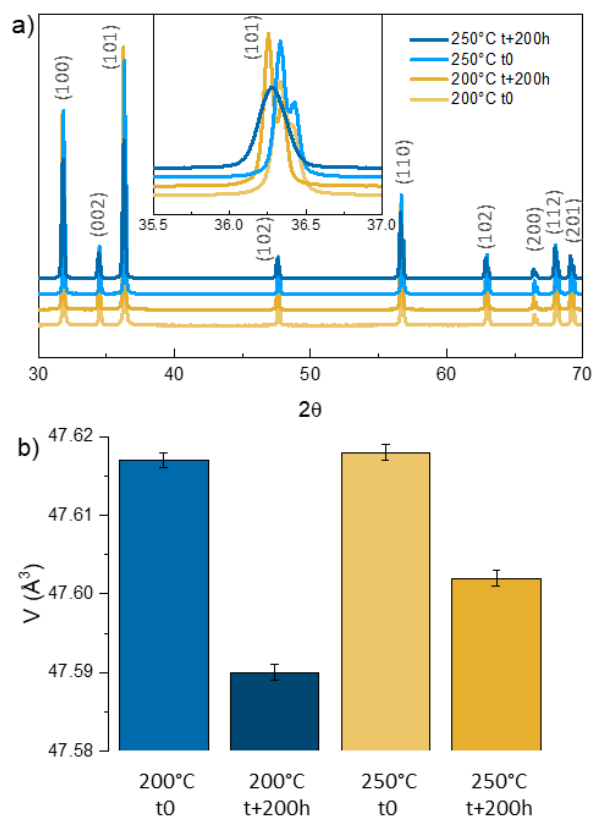 a)
(100)
(002)
(101)
(101)
(102)
(110)
(102)
(200)
(112)
(201)
250°C t+200h
250°C t0
200°C t+200h
200°C t0
35.5 36.0 36.5 37.0
30 40 50 60 70
2θ
b)
47.62
47.61
47.60
47.59
47.58
V (Å³)
200°C 200°C 250°C 250°C
t0 t+200h t0 t+200h